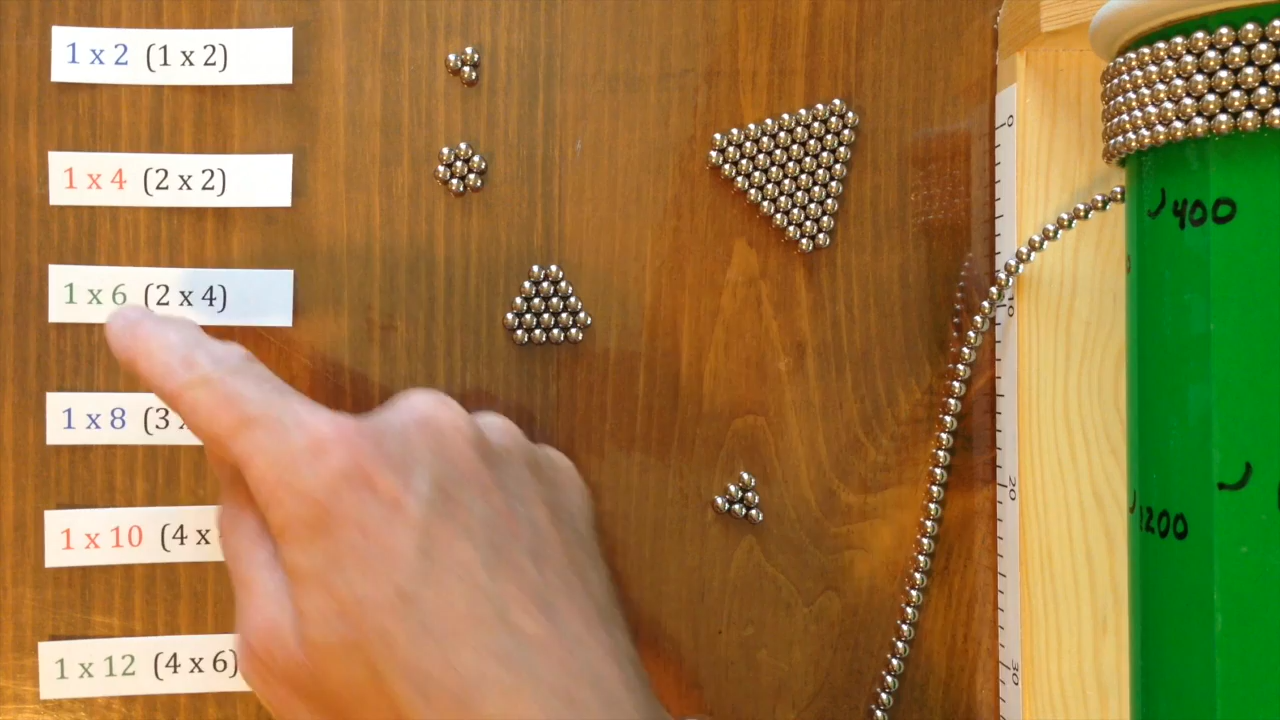 1 x 2 (1 x 2)
1 x 4 (2 x 2)
1 x 6 (2 x 4)
1 x 8 (3
1 x 10 (4 x
1 x 12 (4 x 6)
0
10
20
30
400
1200